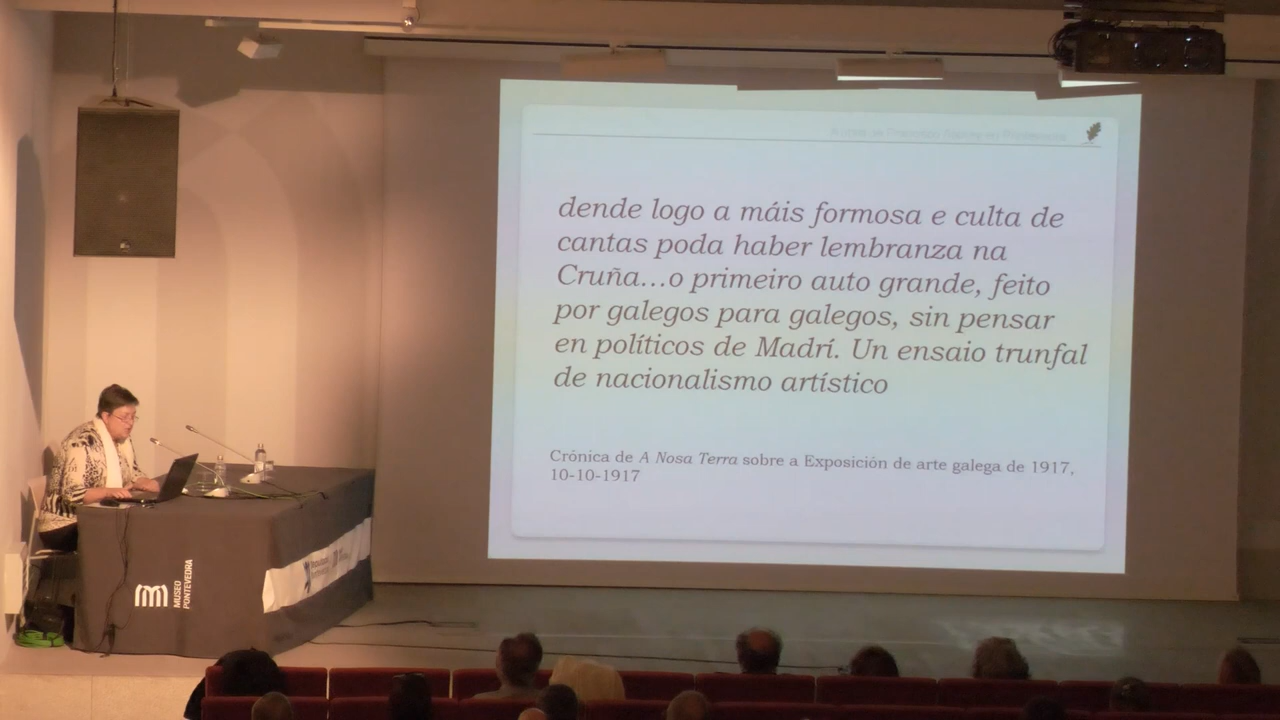 dende logo a máis formosa e culta de
cantas poda haber lembranza na
Cruña...o primeiro auto grande, feito
por galegos para galegos, sin pensar
en políticos de Madrí. Un ensaio trunfal
de nacionalismo artístico
Crónica de A Nosa Terra sobre a Exposición de arte galega de 1917,
10-10-1917
MUSEO
PONTEVEDRA